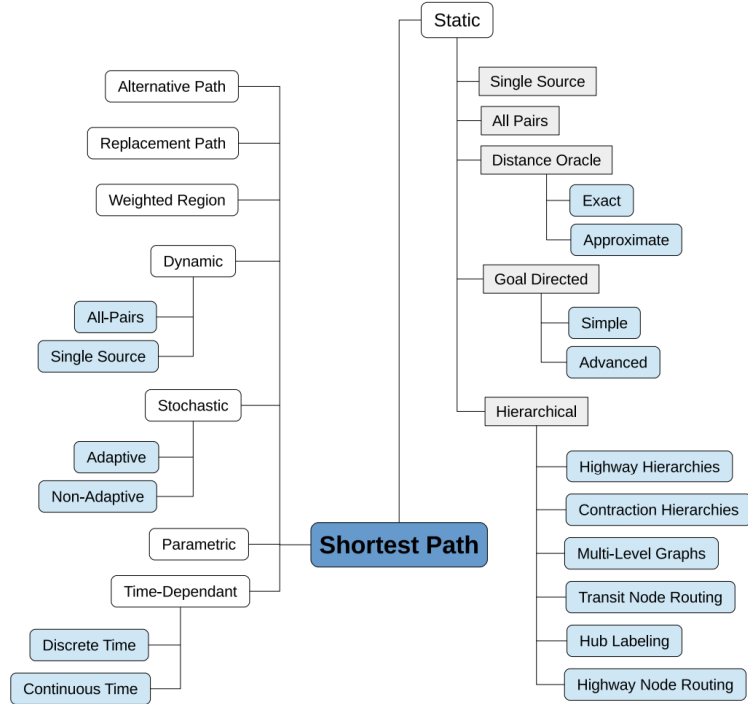 Static
Alternative Path
Single Source
All Pairs
Replacement Path
Distance Oracle
Weighted Region
Exact
Approximate
Dynamic
Goal Directed
All-Pairs
Simple
Single Source
Advanced
Stochastic
Hierarchical
Adaptive
Highway Hierarchies
Non-Adaptive
Contraction Hierarchies
Parametric
Shortest Path
Multi-Level Graphs
Time-Dependant
Transit Node Routing
Discrete Time
Hub Labeling
Continuous Time
Highway Node Routing